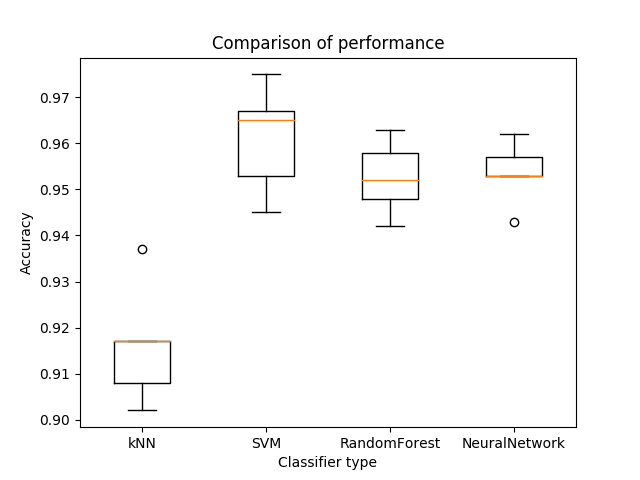 Comparison of performance
Accuracy
0.97
0.96
0.95
0.94
0.93
0.92
0.91
0.90
kNN SVM RandomForest NeuralNetwork
Classifier type